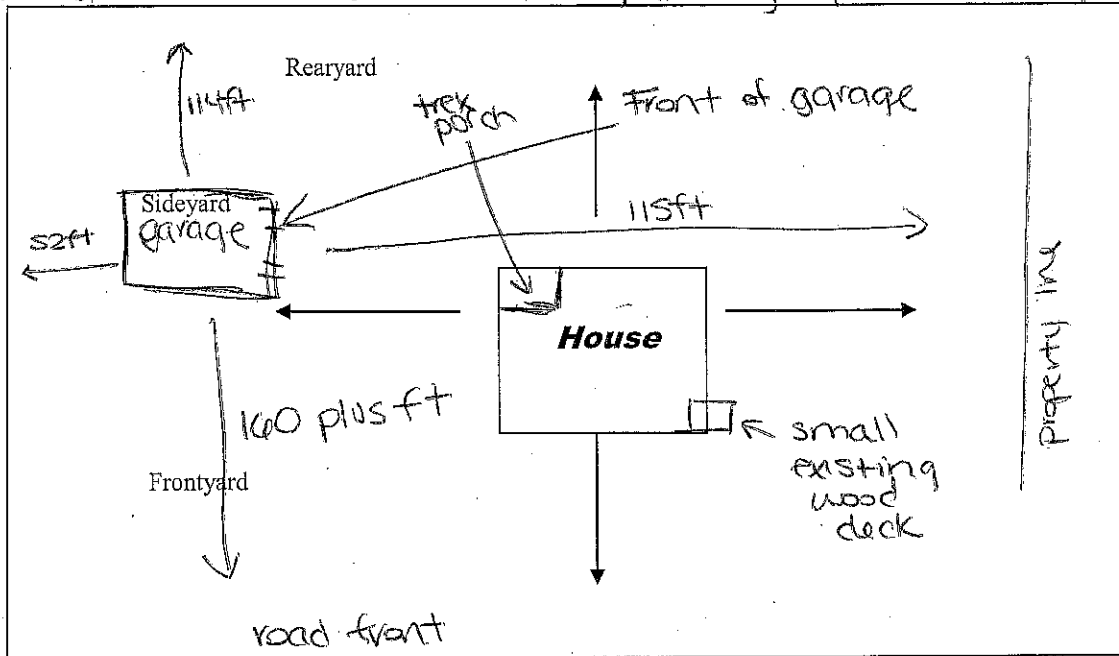 Rearyard
114ft
trex
porch
Front of garage
Sideyard
garage
115ft
52ft
House
property line
160 plus ft
small
existing
wood
deck
Frontyard
road front